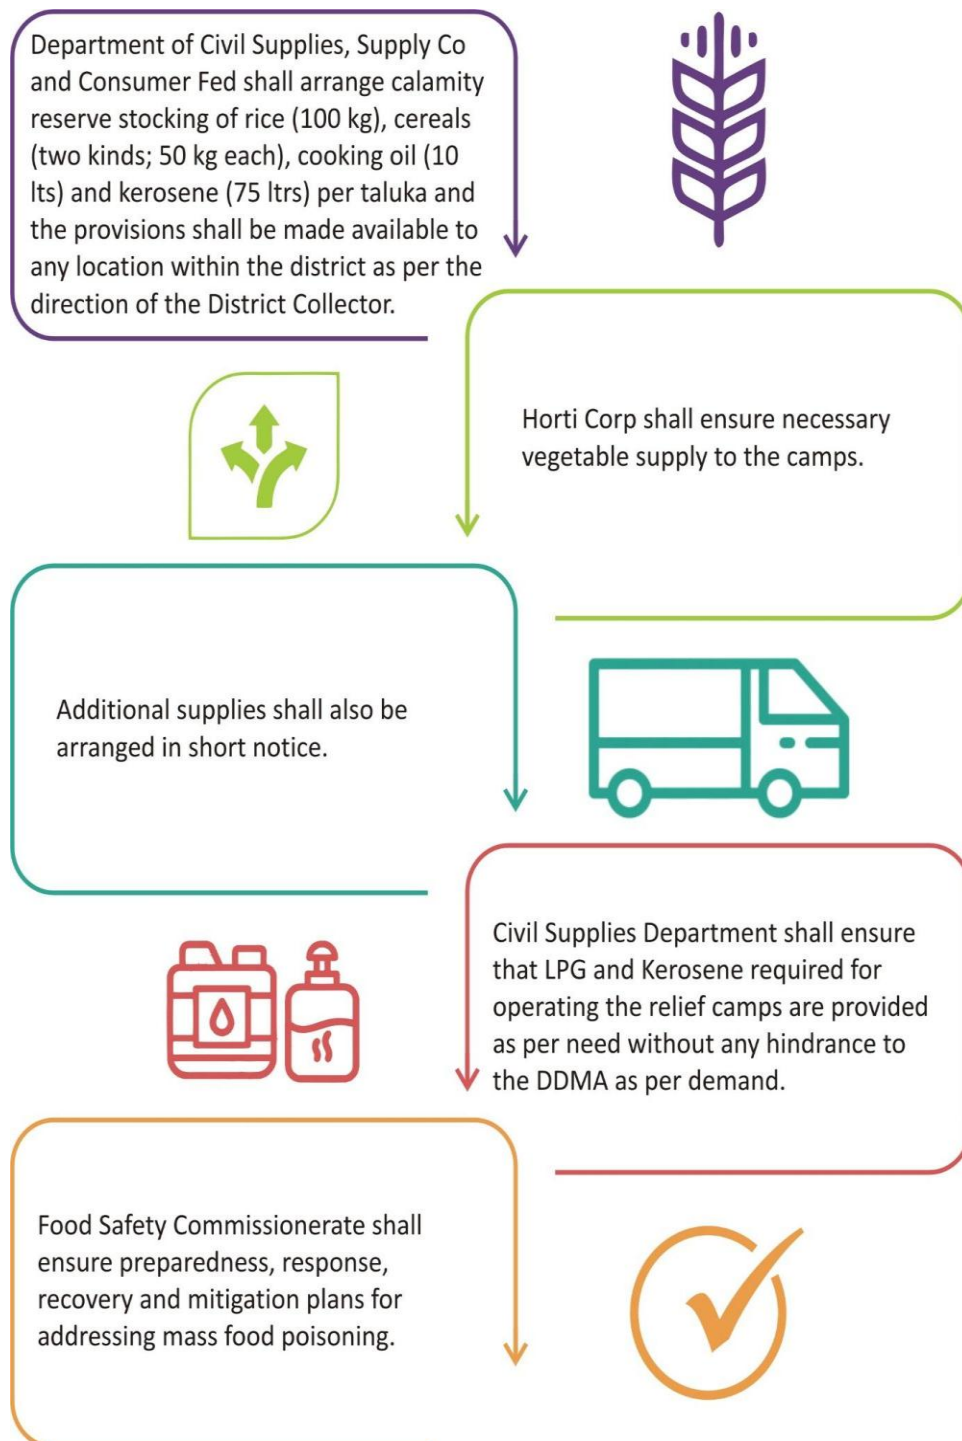 Department of Civil Supplies, Supply Co
and Consumer Fed shall arrange calamity
reserve stocking of rice (100 kg), cereals
(two kinds; 50 kg each), cooking oil (10
lts) and kerosene (75 ltrs) per taluka and
the provisions shall be made available to
any location within the district as per the
direction of the District Collector.
Horti Corp shall ensure necessary
vegetable supply to the camps.
Additional supplies shall also be
arranged in short notice.
Civil Supplies Department shall ensure
that LPG and Kerosene required for
operating the relief camps are provided
as per need without any hindrance to
the DDMA as per demand.
Food Safety Commissionerate shall
ensure preparedness, response,
recovery and mitigation plans for
addressing mass food poisoning.